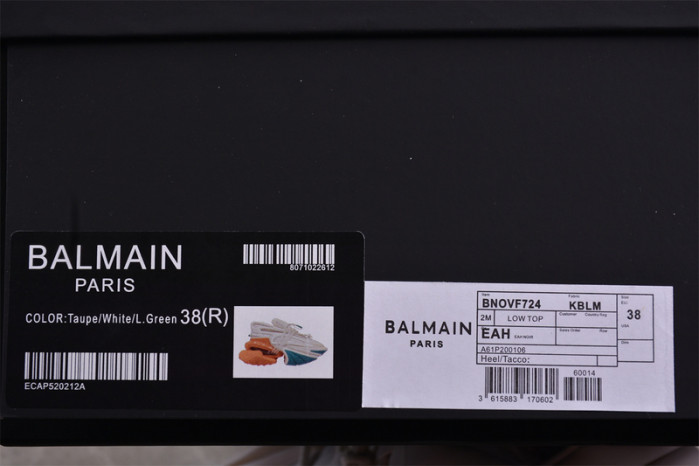 BALMAIN
PARIS
8071022612
COLOR:Taupe/White/L.Green 38(R)
ECAP520212A
BALMAIN
PARIS
BNOVF724
KBLM
38
2M
LOW TOP
EAH
A61P200106
Heel/Tacco:
60014
3 615883 170602